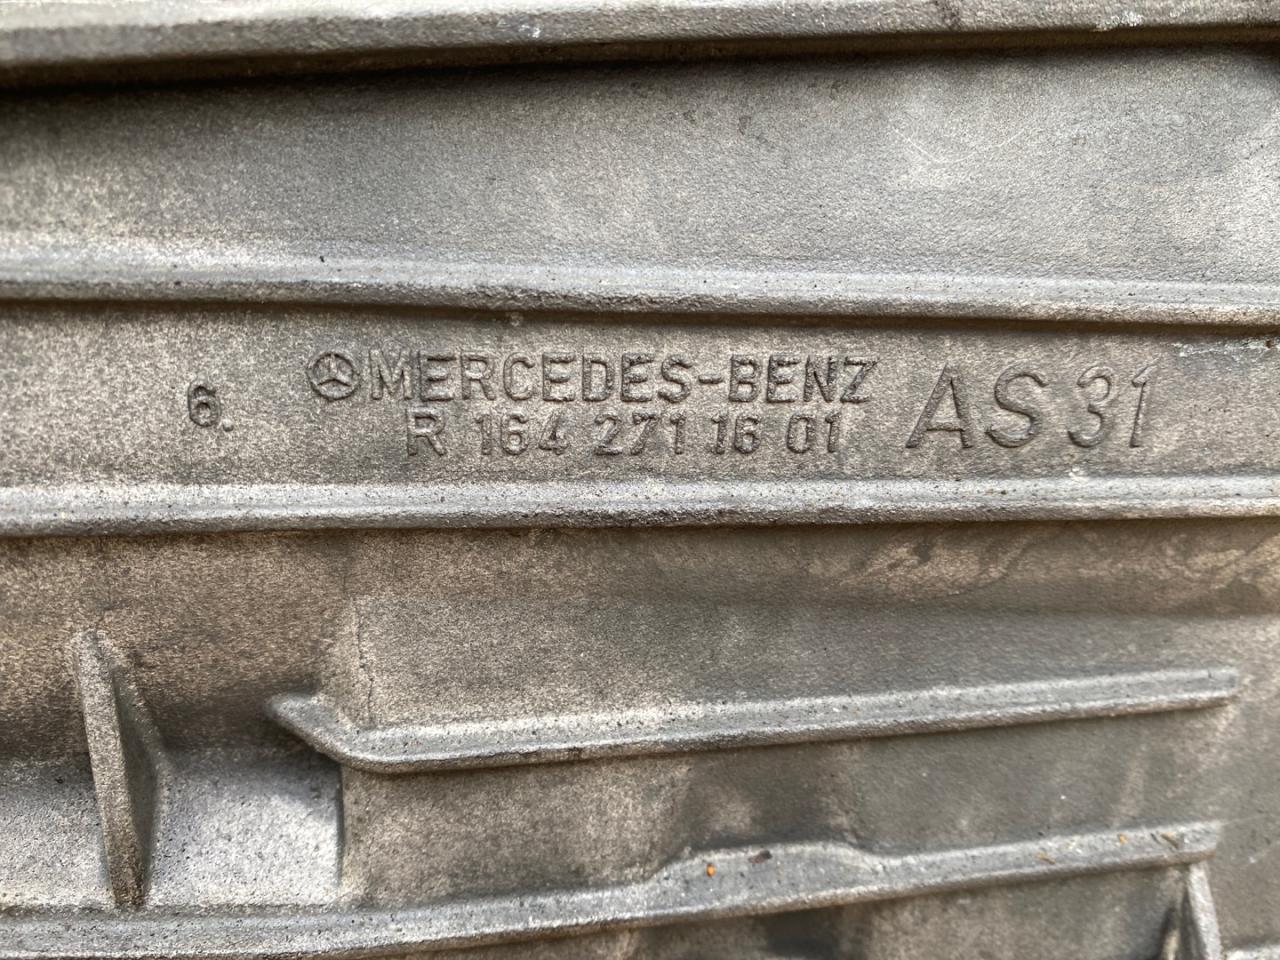 MERCEDES-BENZ
6. R 164 271 16 01 AS 31